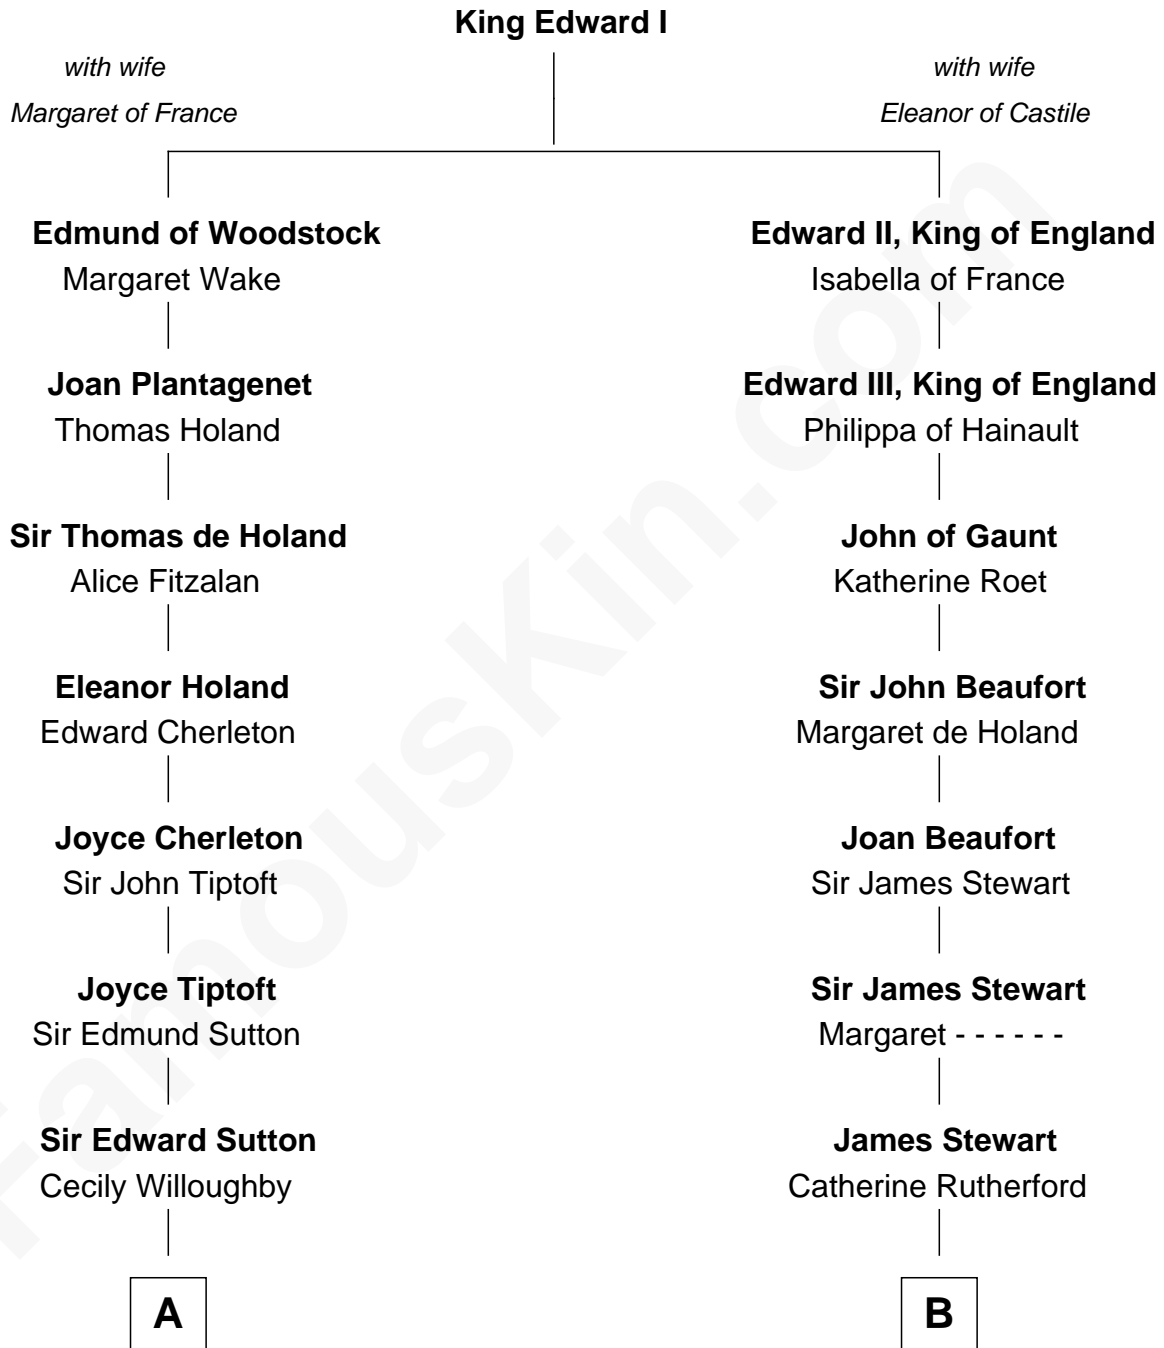 King Edward I
with wife
Margaret of France
with wife
Eleanor of Castile
Edmund of Woodstock
Margaret Wake
Edward II, King of England
Isabella of France
Joan Plantagenet
Thomas Holand
Edward III, King of England
Philippa of Hainault
Sir Thomas de Holand
Alice Fitzalan
John of Gaunt
Katherine Roet
Eleanor Holand
Edward Cherleton
Sir John Beaufort
Margaret de Holand
Joyce Cherleton
Sir John Tiptoft
Joan Beaufort
Sir James Stewart
Joyce Tiptoft
Sir Edmund Sutton
Sir James Stewart
Margaret - - - - - -
Sir Edward Sutton
Cecily Willoughby
James Stewart
Catherine Rutherford
A
B
FamousKin.com